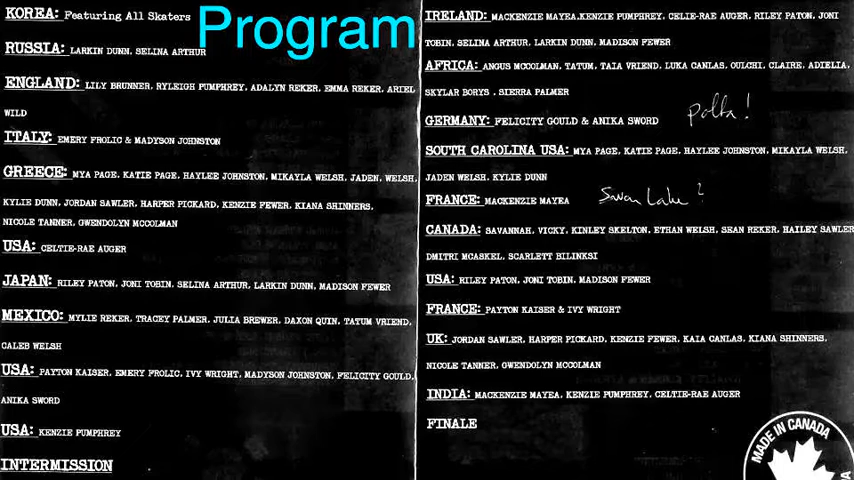 Program
KOREA: Featuring All Skaters
RUSSIA: LARKIN DUNN, SELINA ARTHUR
ENGLAND: LILY BRUNNER, RYLEIGH PUMPHREY, ADALYN REKER, EMMA REKER, ARIEL
WILD
ITALY: EMERY FROLIC & MADYSON JOHNSTON
GREECE: MYA PAGE, KATIE PAGE, HAYLEE JOHNSTON, MIKAYLA WELSH, JADEN, WELSH,
KYLIE DUNN, JORDAN SAWLER, HARPER PICKARD, KENZIE FEWER, KIANA SHINNERS,
NICOLE TANNER, GWENDOLYN MCCOLMAN
USA: CELTIE-RAE AUGER
JAPAN: RILEY PATON, JONI TOBIN, SELINA ARTHUR, LARKIN DUNN, MADISON FEWER
MEXICO: MYLIE REKER, TRACEY PALMER, JULIA BREWER, DAXON QUIN, TATUM VRIEND,
CALEB WELSH
USA: PAYTON KAISER, EMERY FROLIC, IVY WRIGHT, MADYSON JOHNSTON, FELICITY GOULD,
ANIKA SWORD
USA: KENZIE PUMPHREY
INTERMISSION
IRELAND: MACKENZIE MAYEA,KENZIE PUMPHREY, CELIE-RAE AUGER, RILEY PATON, JONI
TOBIN, SELINA ARTHUR, LARKIN DUNN, MADISON FEWER
AFRICA: ANGUS MCCOLMAN, TATUM, TAIA VRIEND, LUKA CANLAS, OULCHI, CLAIRE, ADIELIA,
SKYLAR BORYS . SIERRA PALMER
GERMANY: FELICITY GOULD & ANIKA SWORD polka!
SOUTH CAROLINA USA: MYA PAGE, KATIE PAGE, HAYLEE JOHNSTON, MIKAYLA WELSH,
JADEN WELSH, KYLIE DUNN
FRANCE: MACKENZIE MAYEA Swan Lake?
CANADA: SAVANNAH, VICKY, KINLEY SKELTON, ETHAN WELSH, SEAN REKER, HAILEY SAWLER
DMITRI MCASKEL, SCARLETT BILINKSI
USA: RILEY PATON, JONI TOBIN, MADISON FEWER
FRANCE: PAYTON KAISER & IVY WRIGHT
UK: JORDAN SAWLER, HARPER PICKARD, KENZIE FEWER, KAIA CANLAS, KIANA SHINNERS,
NICOLE TANNER, GWENDOLYN MCCOLMAN
INDIA: MACKENZIE MAYEA, KENZIE PUMPHREY, CELTIE-RAE AUGER
FINALE
MADE IN CANADA